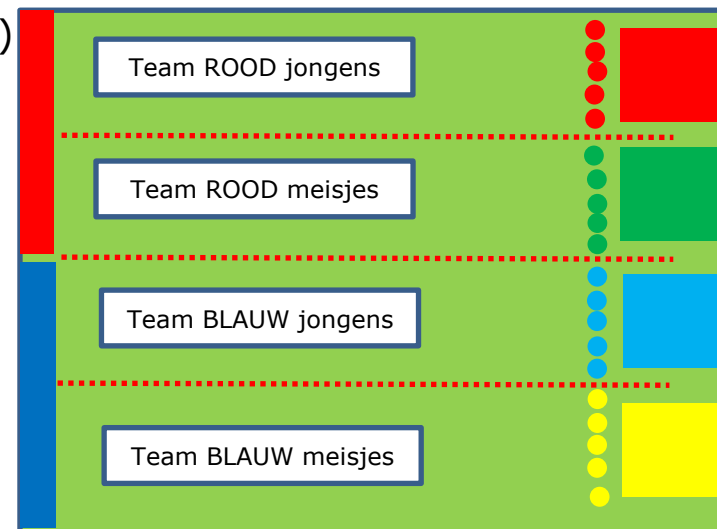 )
Team ROOD jongens
Team ROOD meisjes
Team BLAUW jongens
Team BLAUW meisjes